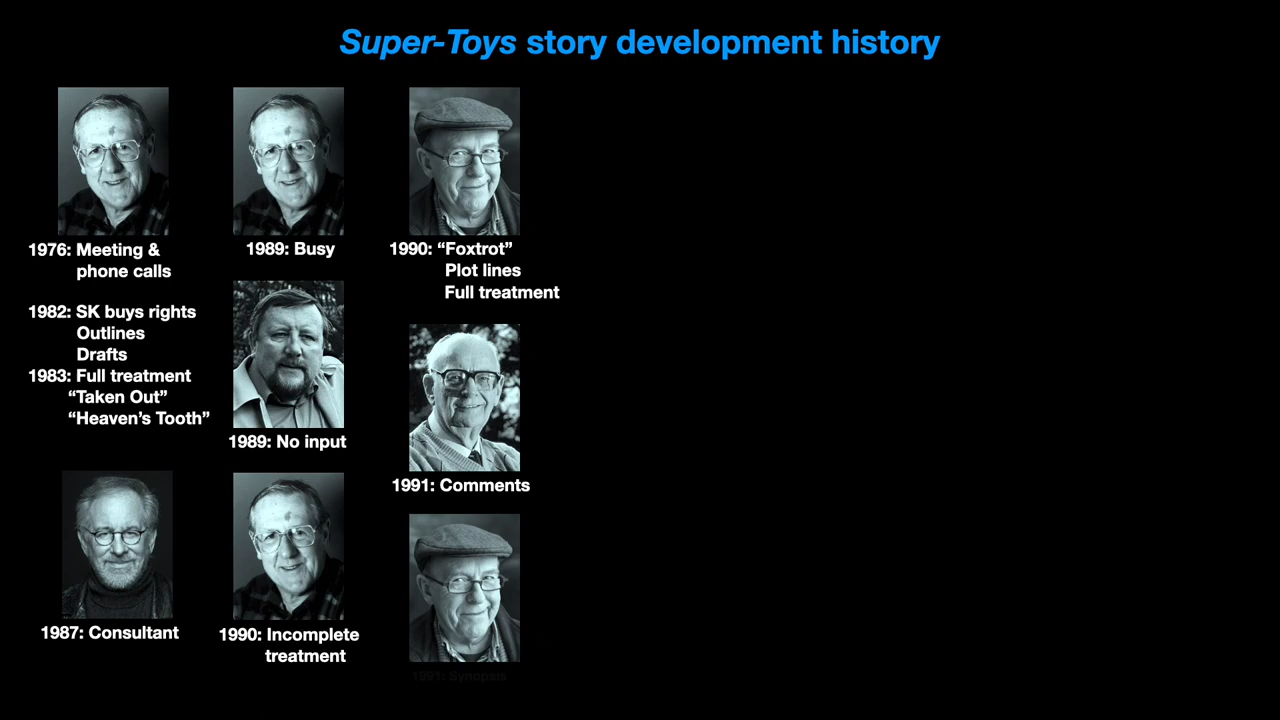 Super-Toys story development history
1976: Meeting &
phone calls
1982: SK buys rights
Outlines
Drafts
1983: Full treatment
“Taken Out”
“Heaven’s Tooth”
1987: Consultant
1989: Busy
1989: No input
1990: Incomplete
treatment
1990: “Foxtrot”
Plot lines
Full treatment
1991: Comments
1991: Synopsis